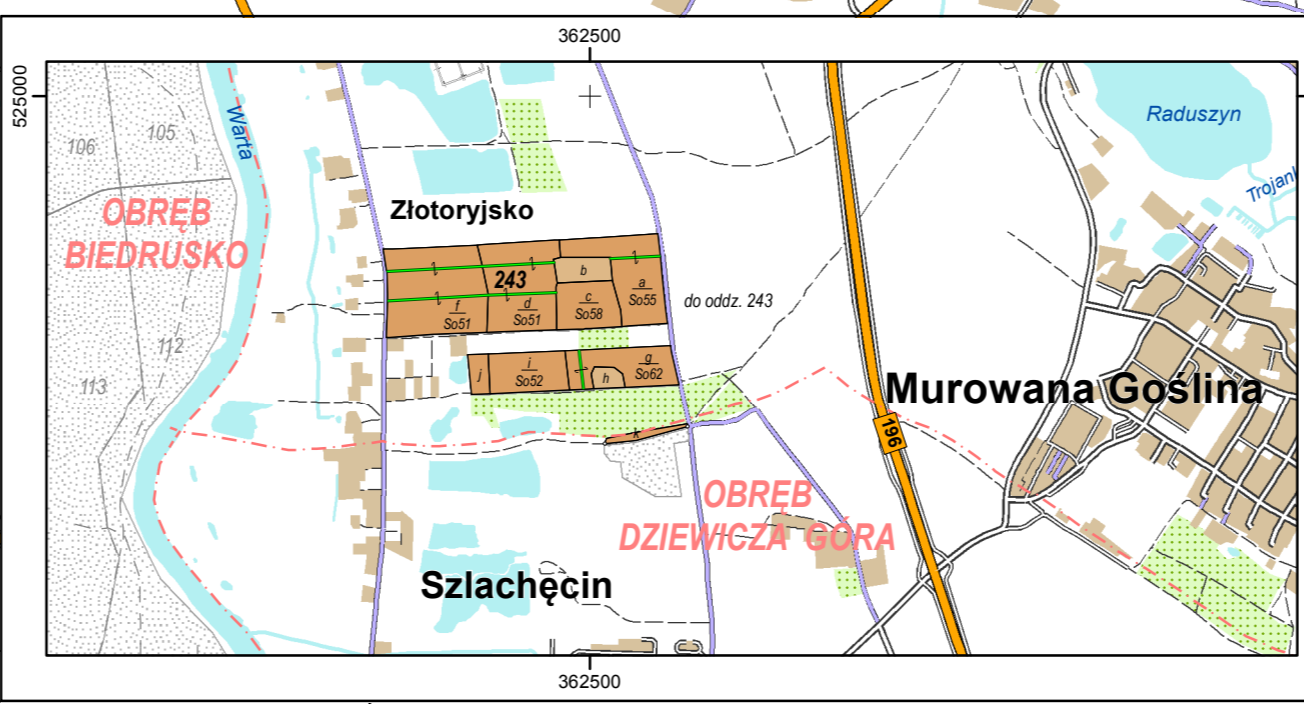 362500
525000
Warta
105
106
Raduszyn
Złotoryjsko
OBRĘB
BIEDRUSKO
243
b
a
So55
do oddz. 243
c
So58
d
So51
f
So51
112
113
j
i
So52
h
g
So62
k
Murowana Goślina
196
OBRĘB
DZIEWICZA GÓRA
Szlachęcin
362500